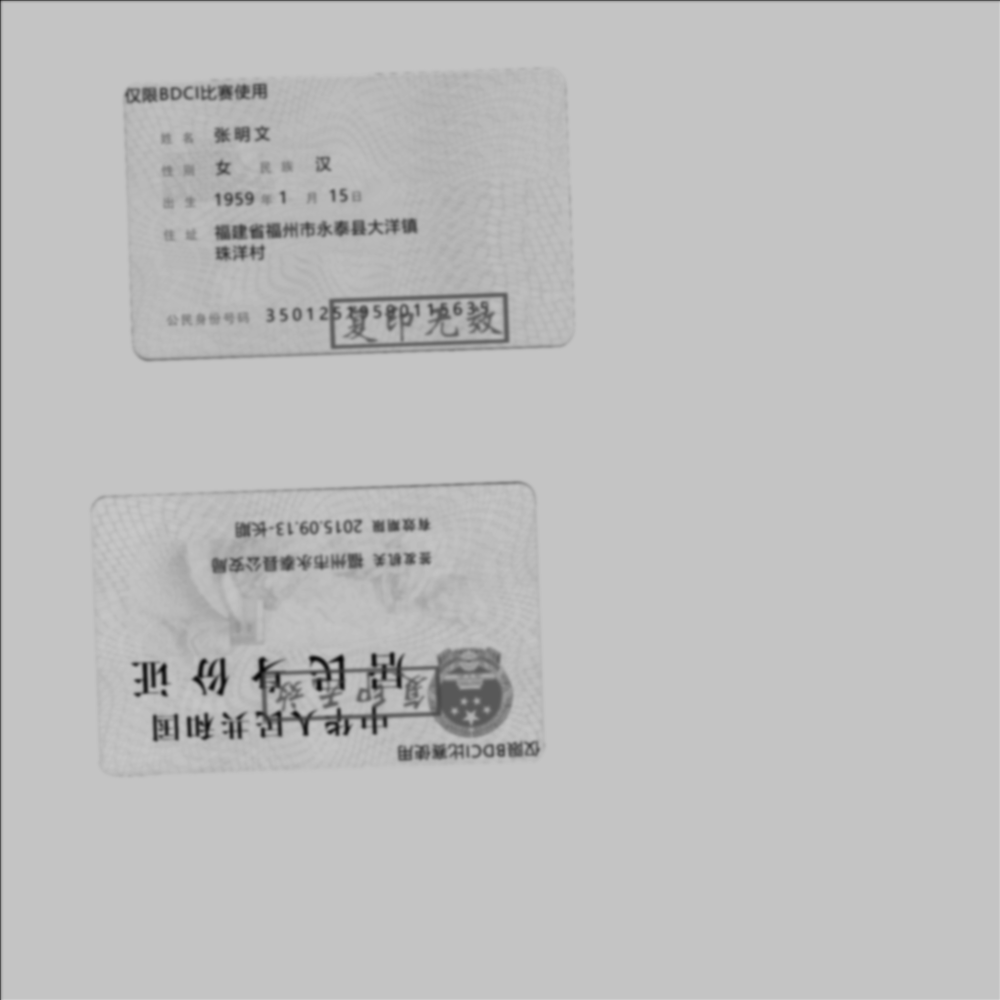 仅限BDCI比赛使用
姓名 张明文
性别 女 民族 汉
出生 1959 年 1 月 15 日
住址 福建省福州市永泰县大洋镇
珠洋村
公民身份号码
复印无效
仅限BDCI比赛使用
中华人民共和国
居民身份证
复印无效
签发机关 福州市永泰县公安局
有效期限 2015.09.13-长期